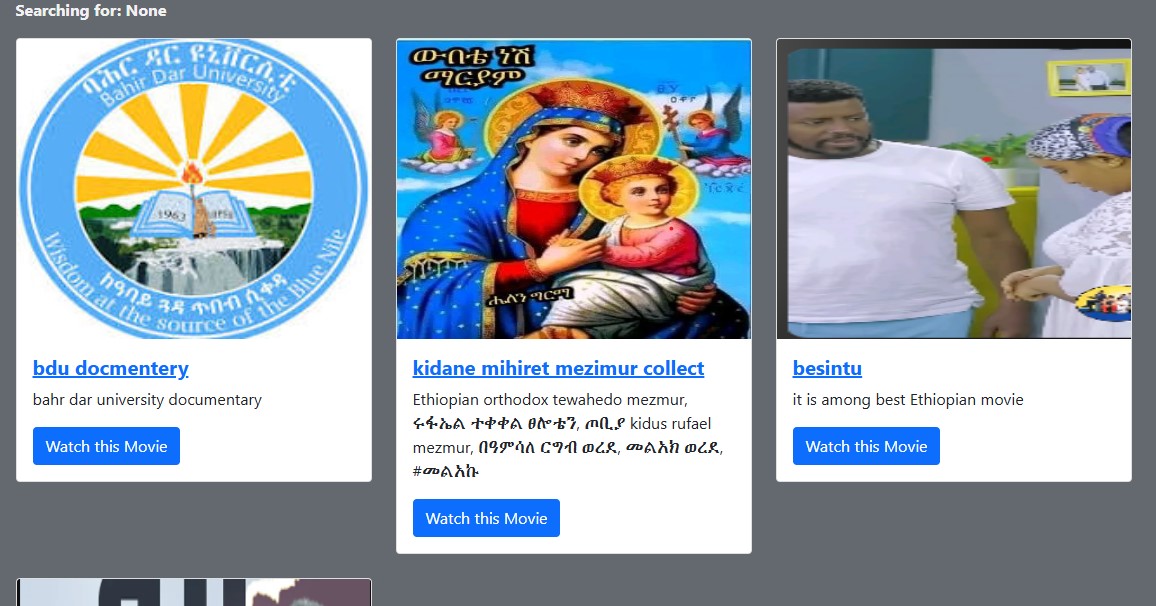 Searching for: None
ባሕር ዳር ዩኒቨርሲቲ
Bahir Dar University
1963
ከዓባይ ጓዳ ጥበብ ሲቀዳ
Wisdom at the source of the Blue Nile
bdu docmentery
bahr dar university documentary
Watch this Movie
ውብቴ ነሽ
ማርያም
ሔለን ግርማ
kidane mihiret mezimur collect
Ethiopian orthodox tewahedo mezmur,
ሩፋኤል ተቀቀል ፀሎቴን, ጦቢያ kidus rufael
mezmur, በዓምሳለ ርግብ ወረደ, መልአክ ወረደ,
#መልአኩ
Watch this Movie
besintu
it is among best Ethiopian movie
Watch this Movie